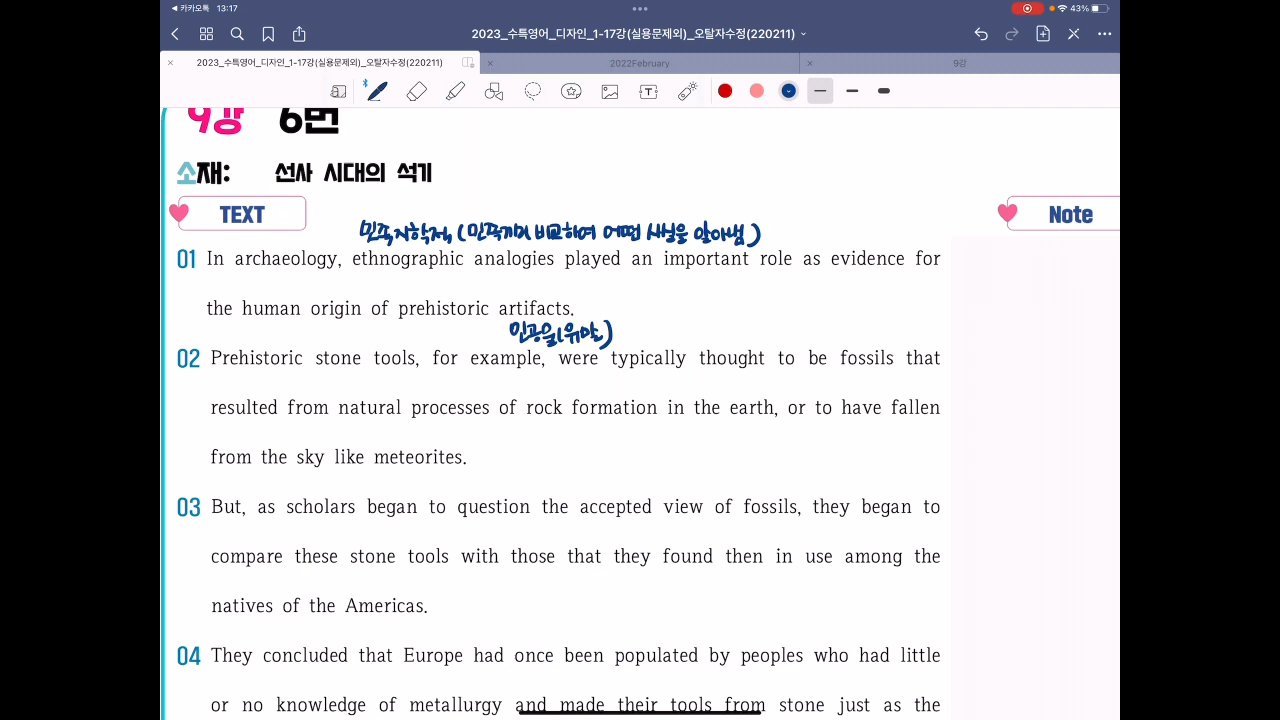 카카오톡 13:17
43%
2023_수특영어_디자인_1-17강(실용문제외)_오탈자수정(220211)
2023_수특영어_디자인_1-17강(실용문제외)_오탈자수정(220211)
2022February
9강
9강 6번
소재: 선사 시대의 석기
TEXT
Note
민족지학적, (민족끼리 비교하여 어떤 사실을 알아냄)
01 In archaeology, ethnographic analogies played an important role as evidence for
the human origin of prehistoric artifacts.
인공물(유물)
02 Prehistoric stone tools, for example, were typically thought to be fossils that
resulted from natural processes of rock formation in the earth, or to have fallen
from the sky like meteorites.
03 But, as scholars began to question the accepted view of fossils, they began to
compare these stone tools with those that they found then in use among the
natives of the Americas.
04 They concluded that Europe had once been populated by peoples who had little
or no knowledge of metallurgy and made their tools from stone just as the